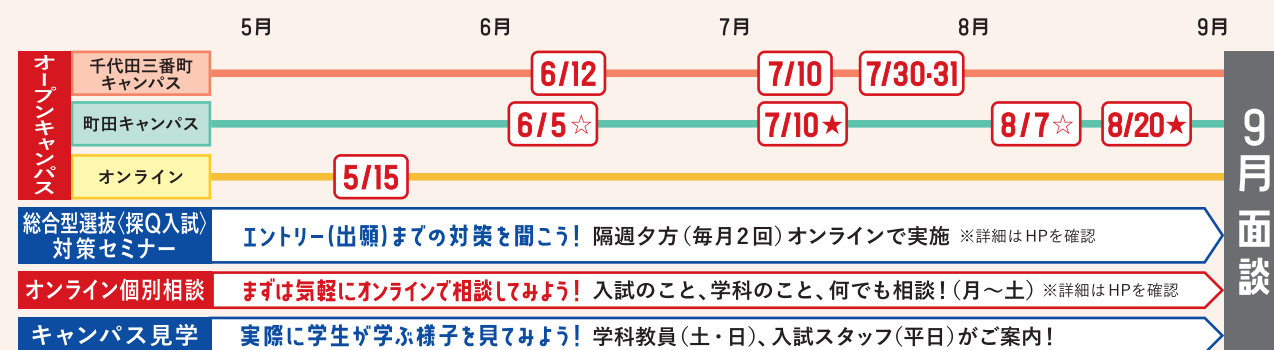 5月 6月 7月 8月 9月
オープンキャンパス
千代田三番町
キャンパス
6/12 7/10 7/30·31
町田キャンパス 6/5☆ 7/10★ 8/7☆ 8/20★
オンライン 5/15
9月 面談
総合型選抜〈探Q入試〉
対策セミナー
エントリー(出願)までの対策を聞こう! 隔週夕方(毎月2回)オンラインで実施 ※詳細はHPを確認
オンライン個別相談 まずは気軽にオンラインで相談してみよう! 入試のこと、学科のこと、何でも相談!(月〜土) ※詳細はHPを確認
キャンパス見学 実際に学生が学ぶ様子を見てみよう! 学科教員(土・日)、入試スタッフ(平日)がご案内!